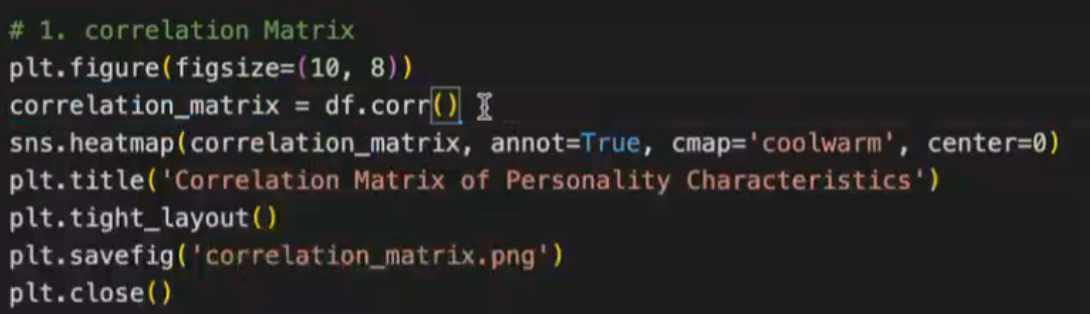 # 1. correlation Matrix
plt.figure(figsize=(10, 8))
correlation_matrix = df.corr()
sns.heatmap(correlation_matrix, annot=True, cmap='coolwarm', center=0)
plt.title('Correlation Matrix of Personality Characteristics')
plt.tight_layout()
plt.savefig('correlation_matrix.png')
plt.close()